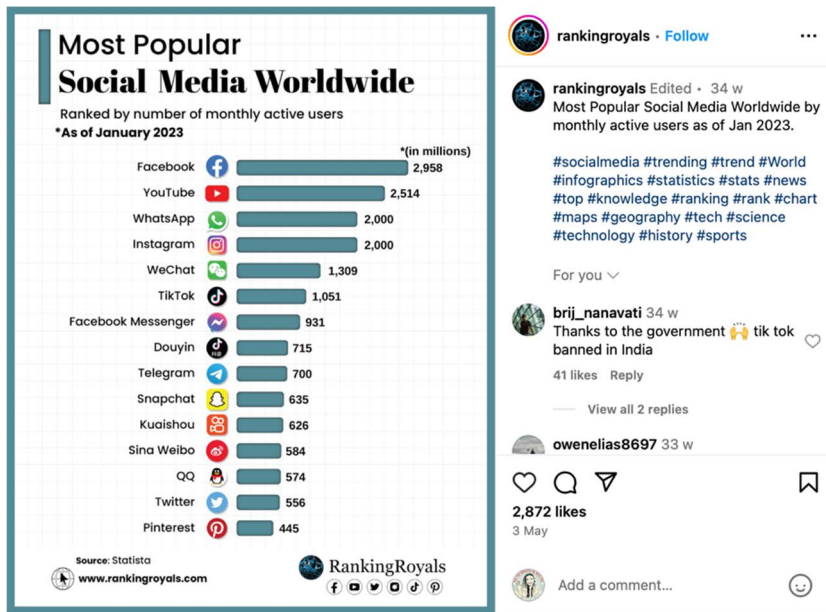 Most Popular
Social Media Worldwide
Ranked by number of monthly active users
*As of January 2023
*(in millions)
Facebook 2,958
YouTube 2,514
WhatsApp 2,000
Instagram 2,000
WeChat 1,309
TikTok 1,051
Facebook Messenger 931
Douyin 715
Telegram 700
Snapchat 635
Kuaishou 626
Sina Weibo 584
QQ 574
Twitter 556
Pinterest 445
Source: Statista
www.rankingroyals.com
RankingRoyals
rankingroyals • Follow
rankingroyals Edited • 34 w
Most Popular Social Media Worldwide by
monthly active users as of Jan 2023.
#socialmedia #trending #trend #World
#infographics #statistics #stats #news
#top #knowledge #ranking #rank #chart
#maps #geography #tech #science
#technology #history #sports
For you
brij_nanavati 34 w
Thanks to the government 🙌 tik tok
banned in India
41 likes Reply
View all 2 replies
owenelias8697 33 w
2,872 likes
3 May
Add a comment...